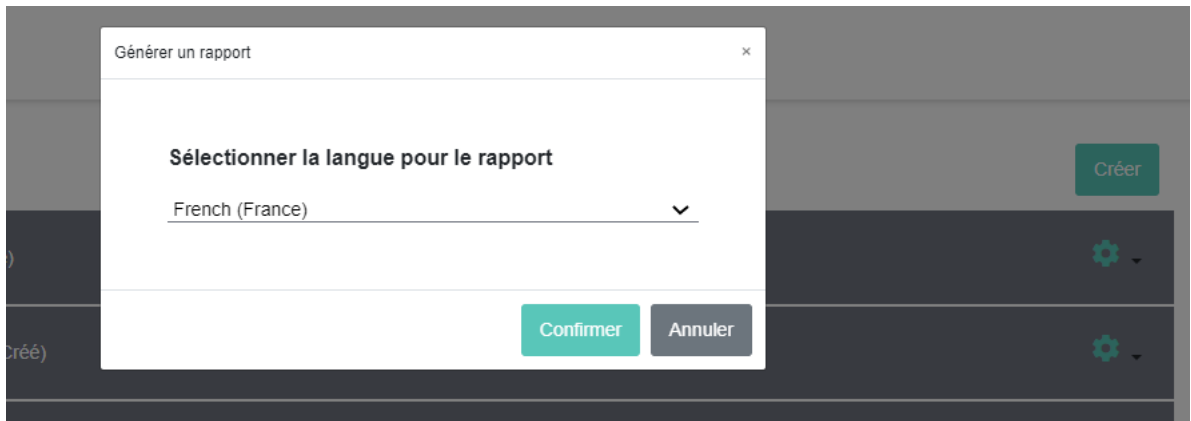 Générer un rapport ×
Sélectionner la langue pour le rapport
Créer
French (France)
)
Créé)
Confirmer Annuler